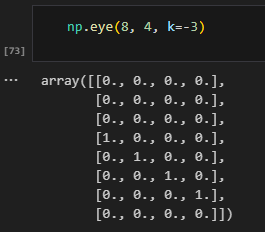 np.eye(8, 4, k=-3)
[73]
... array([[0., 0., 0., 0.],
[0., 0., 0., 0.],
[0., 0., 0., 0.],
[1., 0., 0., 0.],
[0., 1., 0., 0.],
[0., 0., 1., 0.],
[0., 0., 0., 1.],
[0., 0., 0., 0.]])